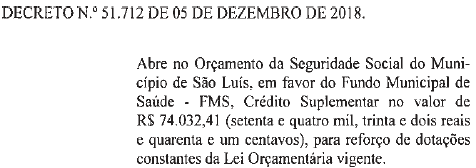 DECRETO N.º 51.712 DE 05 DE DEZEMBRO DE 2018.
Abre no Orçamento da Seguridade Social do Muni-
cípio de São Luís, em favor do Fundo Municipal de
Saúde - FMS, Crédito Suplementar no valor de
R$ 74.032,41 (setenta e quatro mil, trinta e dois reais
e quarenta e um centavos), para reforço de dotações
constantes da Lei Orçamentária vigente.